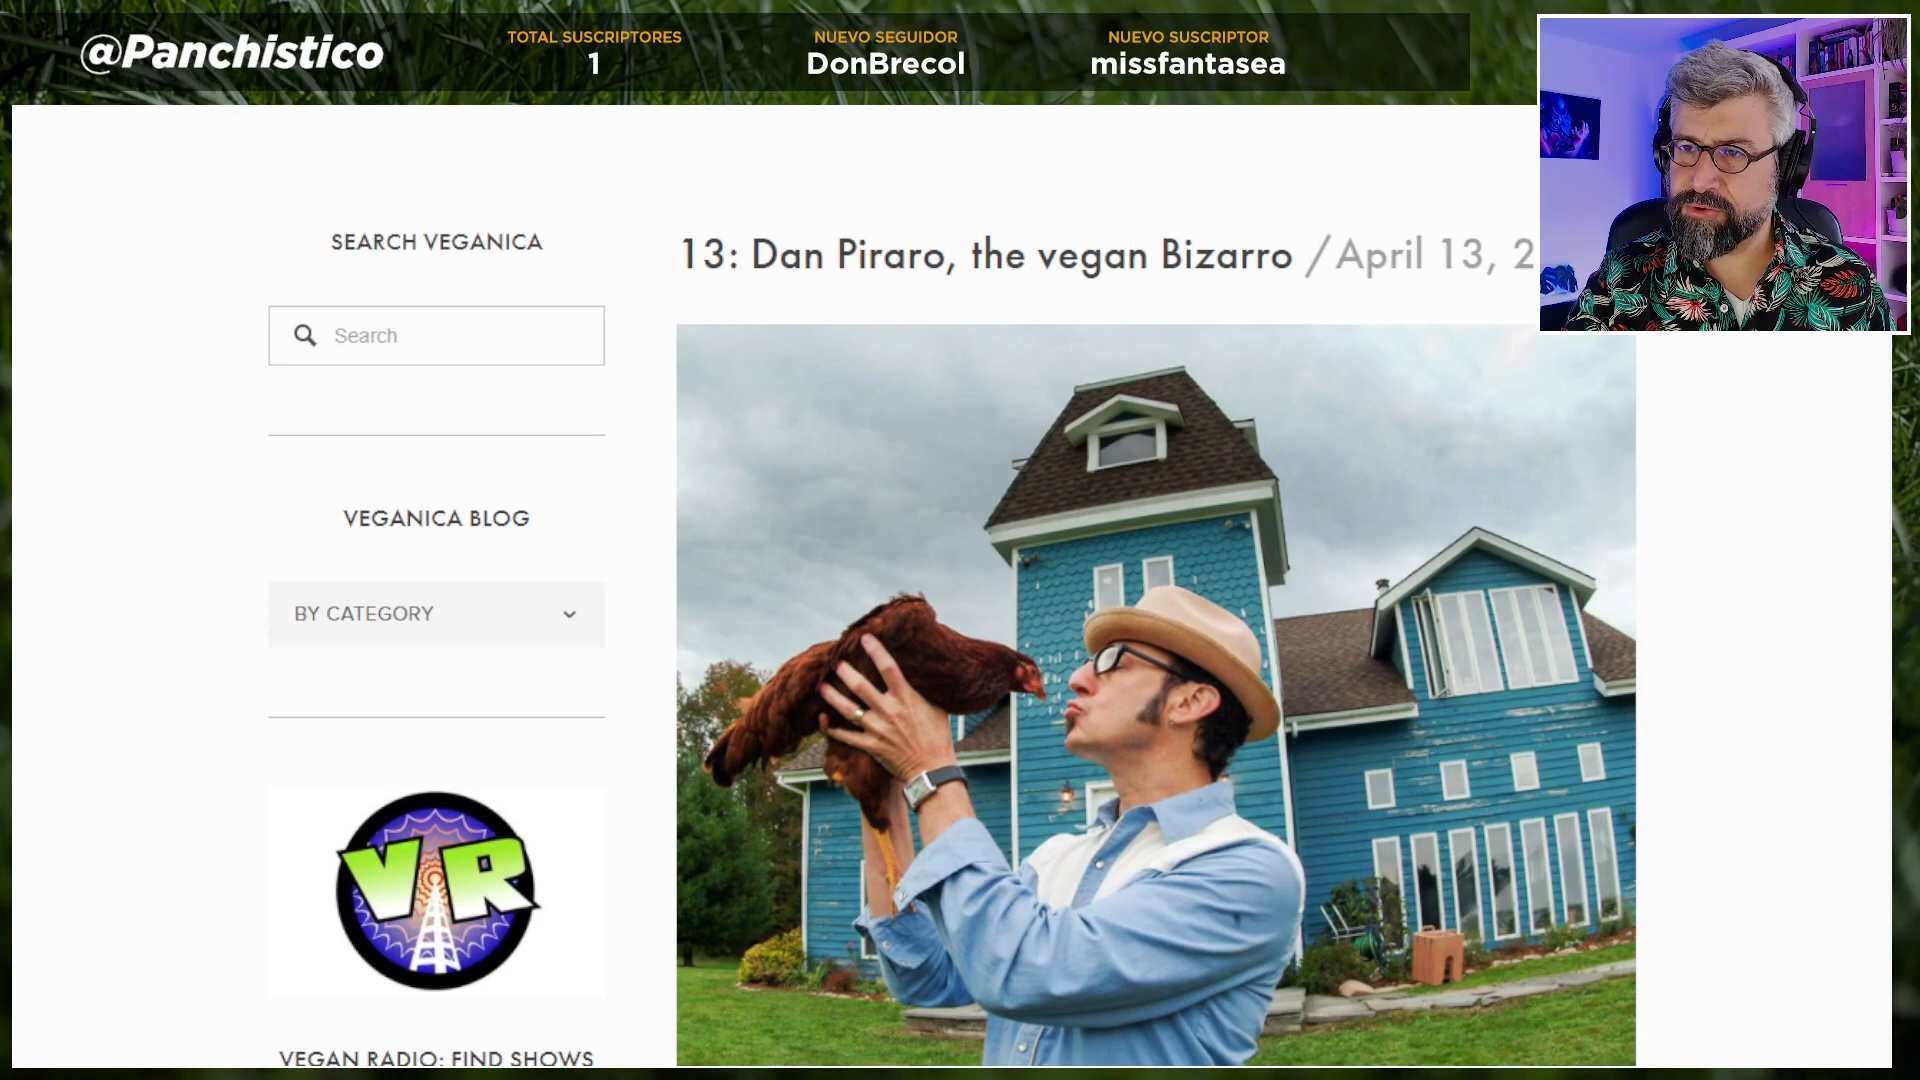 @Panchistico
TOTAL SUSCRIPTORES
1
NUEVO SEGUIDOR
DonBrecol
NUEVO SUSCRIPTOR
missfantasea
SEARCH VEGANICA
Search
VEGANICA BLOG
BY CATEGORY
VR
VEGAN RADIO: FIND SHOWS
13: Dan Piraro, the vegan Bizarro / April 13, 2